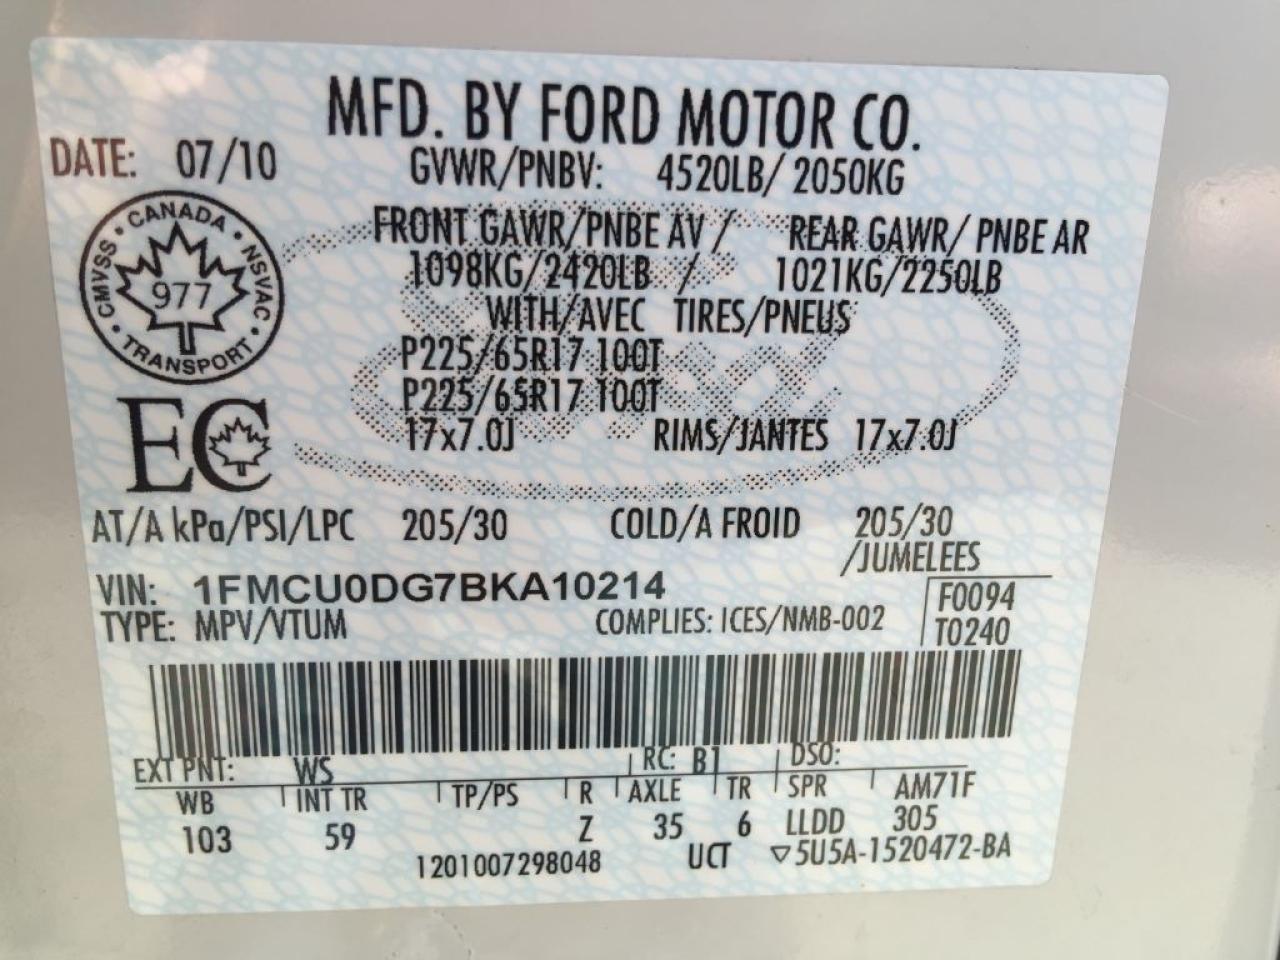 MFD. BY FORD MOTOR CO.
DATE: 07/10
GVWR/PNBV: 4520LB/ 2050KG
CMVSS • CANADA • NSVAC • TRANSPORT •
977
FRONT GAWR/PNBE AV / REAR GAWR/ PNBE AR
1098KG/2420LB / 1021KG/2250LB
WITH/AVEC TIRES/PNEUS
P225/65R17 100T
P225/65R17 100T
17x7.0J RIMS/JANTES 17x7.0J
EC
AT/A kPa/PSI/LPC 205/30 COLD/A FROID 205/30
/JUMELEES
VIN: 1FMCU0DG7BKA10214
F0094
TYPE: MPV/VTUM COMPLIES: ICES/NMB-002
T0240
EXT PNT: WS RC: B1 DSO:
WB INT TR TP/PS R AXLE TR SPR AM71F
103 59 Z 35 6 LLDD 305
1201007298048 UCT ▽5U5A-1520472-BA